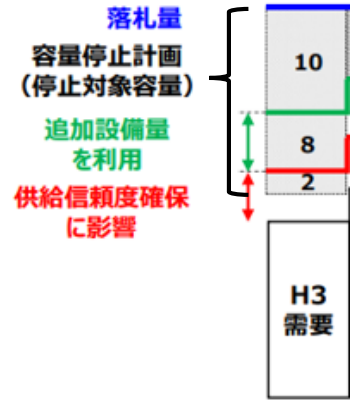 落札量
容量停止計画
（停止対象容量）
追加設備量
を利用
供給信頼度確保
に影響
10
8
2
H3
需要